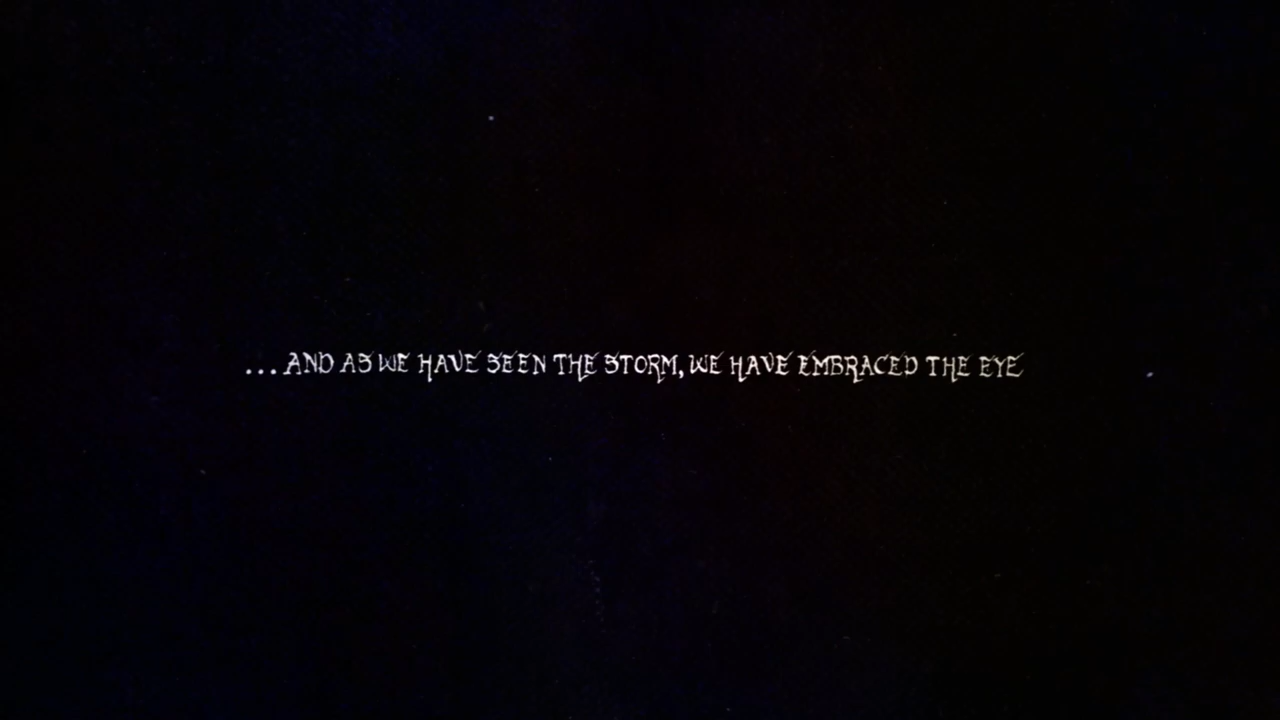 ...AND AS WE HAVE SEEN THE STORM, WE HAVE EMBRACED THE EYE